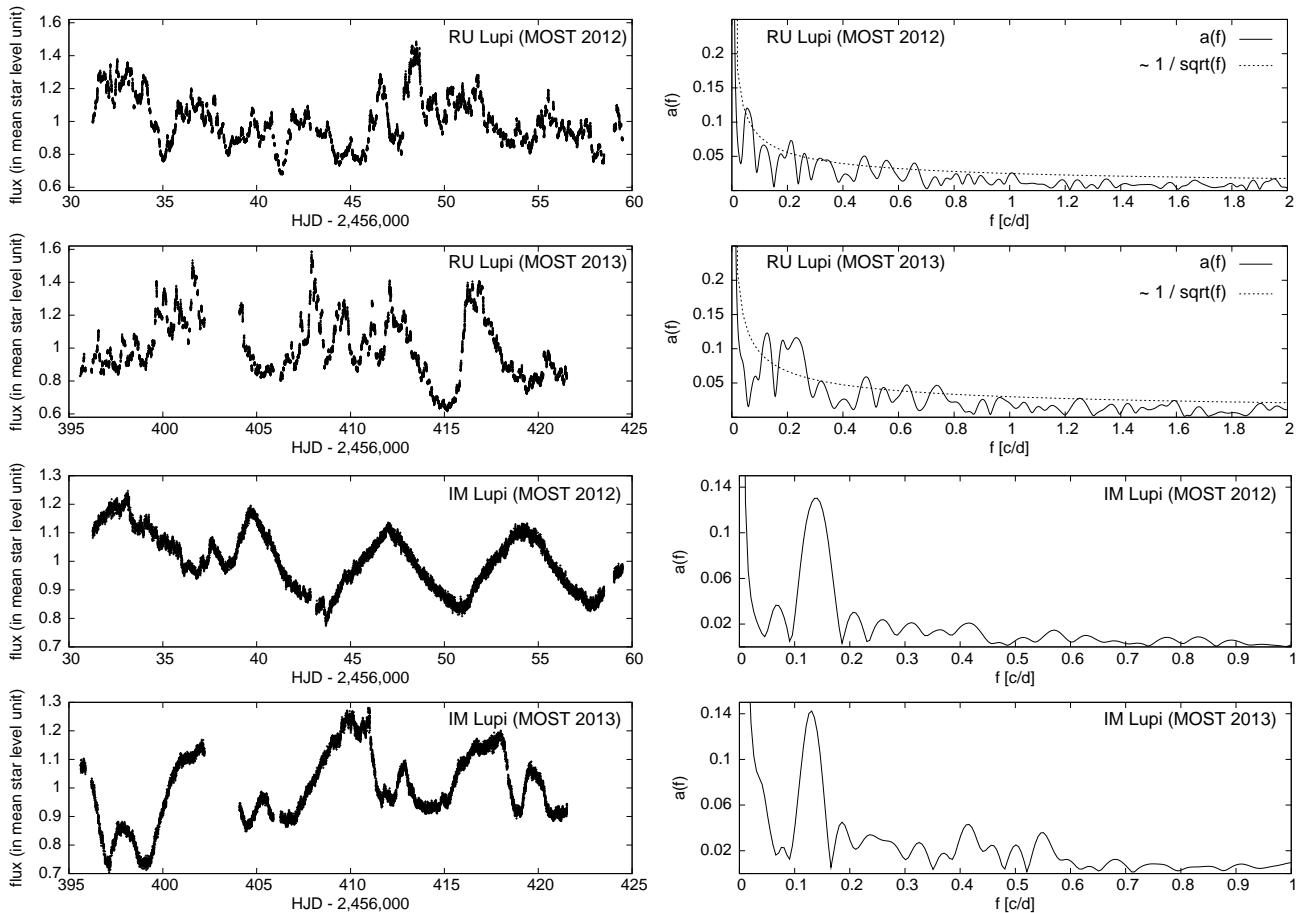 flux (in mean star level unit)
1.6
1.4
1.2
1
0.8
0.6
RU Lupi (MOST 2012)
30 35 40 45 50 55 60
HJD - 2,456,000
a(f)
0.2
0.15
0.1
0.05
RU Lupi (MOST 2012)
a(f)
~ 1 / sqrt(f)
0 0.2 0.4 0.6 0.8 1 1.2 1.4 1.6 1.8 2
f [c/d]
flux (in mean star level unit)
1.6
1.4
1.2
1
0.8
0.6
RU Lupi (MOST 2013)
395 400 405 410 415 420 425
HJD - 2,456,000
a(f)
0.2
0.15
0.1
0.05
RU Lupi (MOST 2013)
a(f)
~ 1 / sqrt(f)
0 0.2 0.4 0.6 0.8 1 1.2 1.4 1.6 1.8 2
f [c/d]
flux (in mean star level unit)
1.3
1.2
1.1
1
0.9
0.8
0.7
IM Lupi (MOST 2012)
30 35 40 45 50 55 60
HJD - 2,456,000
a(f)
0.14
0.1
0.06
0.02
IM Lupi (MOST 2012)
0 0.1 0.2 0.3 0.4 0.5 0.6 0.7 0.8 0.9 1
f [c/d]
flux (in mean star level unit)
1.3
1.2
1.1
1
0.9
0.8
0.7
IM Lupi (MOST 2013)
395 400 405 410 415 420 425
HJD - 2,456,000
a(f)
0.14
0.1
0.06
0.02
IM Lupi (MOST 2013)
0 0.1 0.2 0.3 0.4 0.5 0.6 0.7 0.8 0.9 1
f [c/d]